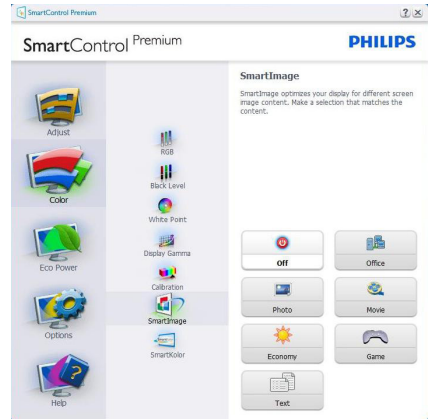 SmartControl Premium
? ×
SmartControl Premium
PHILIPS
Adjust
Color
Eco Power
Options
Help
RGB
Black Level
White Point
Display Gamma
Calibration
SmartImage
SmartKolor
SmartImage
SmartImage optimizes your display for different screen
image content. Make a selection that matches the
content.
Off
Office
Photo
Movie
Economy
Game
Text